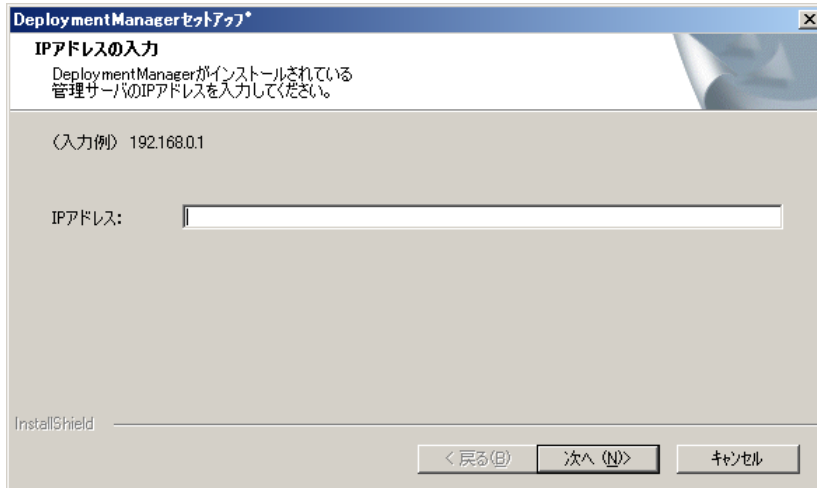 DeploymentManagerセットアップ
IPアドレスの入力
DeploymentManagerがインストールされている
管理サーバのIPアドレスを入力してください。
（入力例） 192.168.0.1
IPアドレス:
InstallShield
< 戻る(B)
次へ (N)>
キャンセル